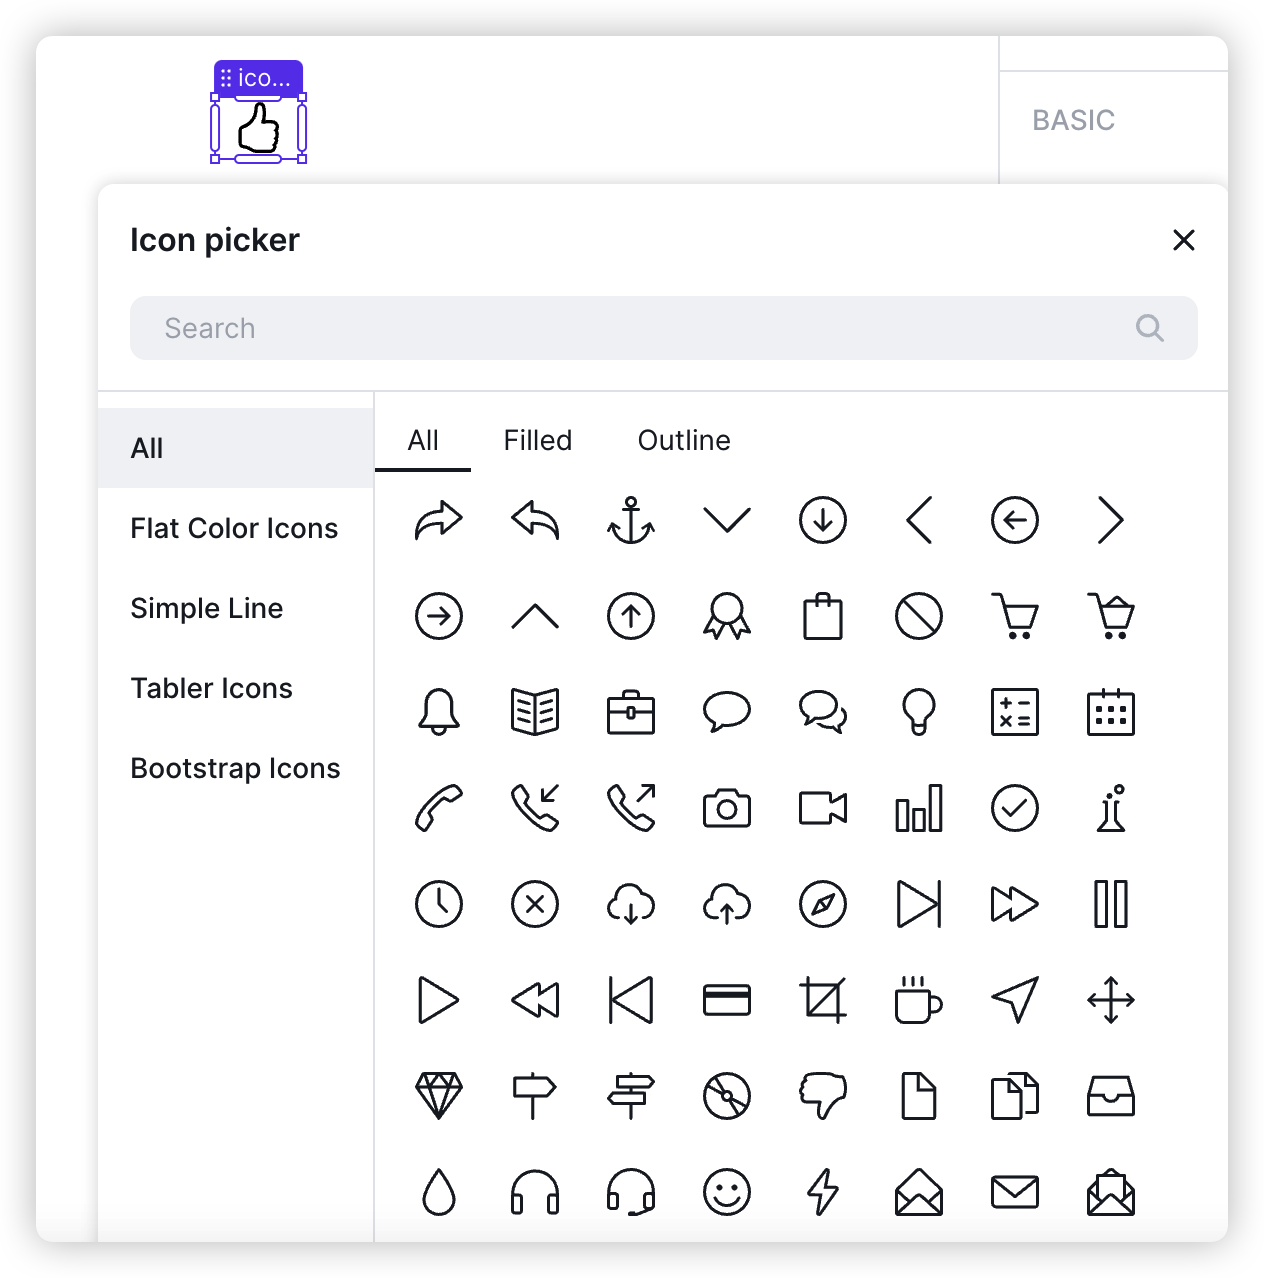 ico...
BASIC
Icon picker
Search
All
Flat Color Icons
Simple Line
Tabler Icons
Bootstrap Icons
All Filled Outline